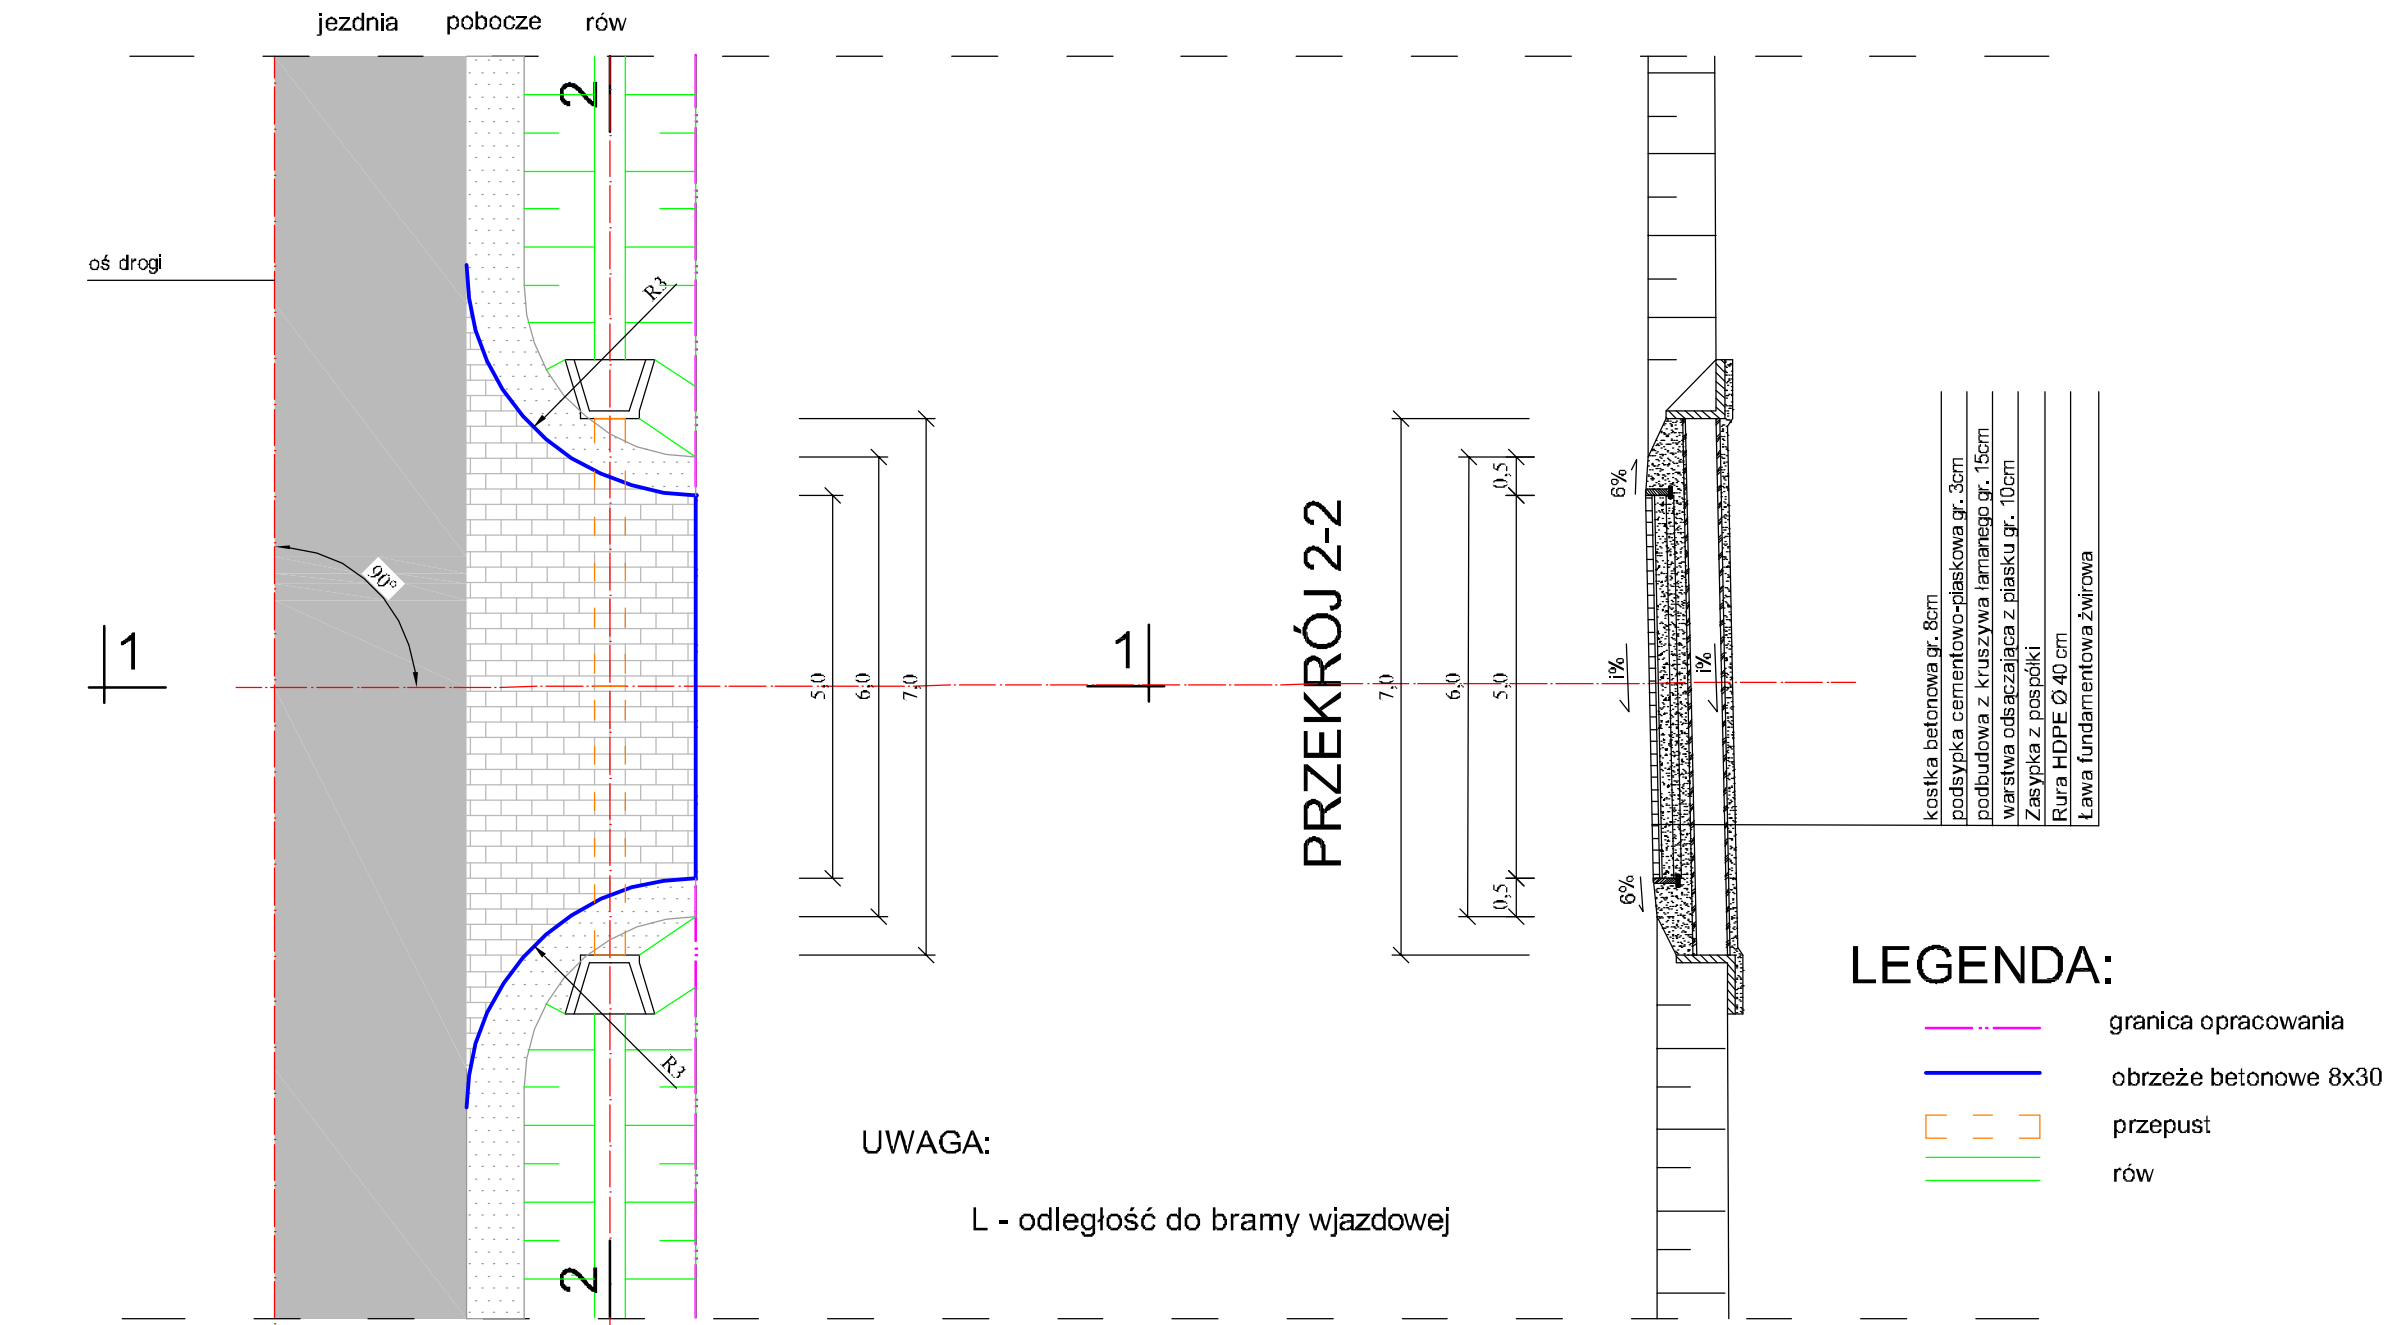 jezdnia pobocze rów
2
oś drogi
R3
90°
1
1
5,0
6,0
7,0
R3
2
PRZEKRÓJ 2-2
7,0
6,0
0,5
5,0
0,5
6%
i%
i%
6%
kostka betonowa gr. 8cm
podsypka cementowo-piaskowa gr. 3cm
podbudowa z kruszywa łamanego gr. 15cm
warstwa odsączająca z piasku gr. 10cm
Zasypka z pospółki
Rura HDPE Ø 40 cm
Ława fundamentowa żwirowa
LEGENDA:
granica opracowania
obrzeże betonowe 8x30
przepust
rów
UWAGA:
L - odległość do bramy wjazdowej